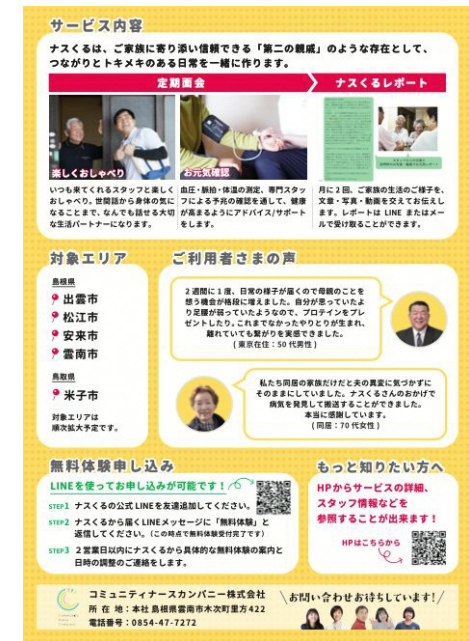 サービス内容
ナスくるは、ご家族に寄り添い信頼できる「第二の親戚」のような存在として、
つながりとトキメキのある日常を一緒に作ります。
定期面会
ナスくるレポート
楽しくおしゃべり
お元気確認
いつも来てくれるスタッフと楽しく
おしゃべり。世間話から身体の気に
なることまで、なんでも話せる大切
な生活パートナーになります。
血圧・脈拍・体温の測定、専門スタッ
フによる予兆の確認を通して、健康
が高まるようにアドバイス/サポート
をします。
月に2回、ご家族の生活のご様子を、
文章・写真・動画を交えてお伝えし
ます。レポートは LINE またはメー
ルで受け取ることができます。
対象エリア
島根県
出雲市
松江市
安来市
雲南市
鳥取県
米子市
対象エリアは
順次拡大予定です。
ご利用者さまの声
2週間に1度、日常の様子が届くので母親のことを
想う機会が格段に増えました。自分が思っていたよ
り足腰が弱っていたようなので、プロテインをプレ
ゼントしたり。これまでなかったやりとりが生まれ、
離れていても繋がりを実感できました。
(東京在住:50代男性)
私たち同居の家族だけだと夫の異変に気づかずに
そのままにしていました。ナスくるさんのおかげで
病気を発見して搬送することができました。
本当に感謝しています。
(同居:70代女性)
無料体験申し込み
LINEを使ってお申し込みが可能です!
STEP1 ナスくるの公式LINEを友達追加してください。
STEP2 ナスくるから届くLINEメッセージに「無料体験」と
返信してください。(この時点で無料体験受付完了です)
STEP3 2営業日以内にナスくるから具体的な無料体験の案内と
日時の調整のご連絡をします。
もっと知りたい方へ
HPからサービスの詳細、
スタッフ情報などを
参照することが出来ます!
HPはこちらから
コミュニティナースカンパニー株式会社
所在地:本社 島根県雲南市木次町里方422
電話番号:0854-47-7272
\お問い合わせお待ちしています!/